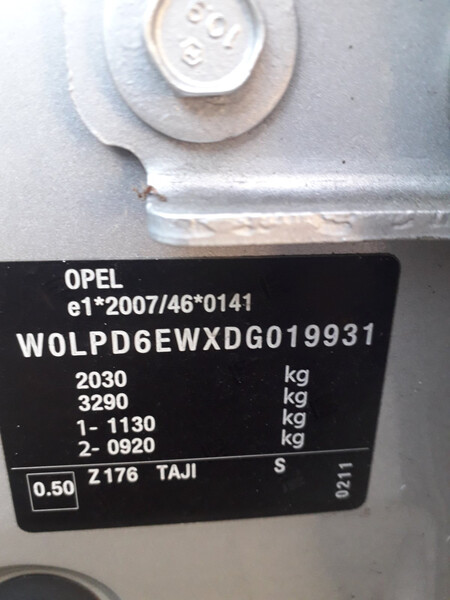 OPEL
e1*2007/46*0141
W0LPD6EWXDG019931
2030 kg
3290 kg
1- 1130 kg
2- 0920 kg
0.50 Z176 TAJI S
0211